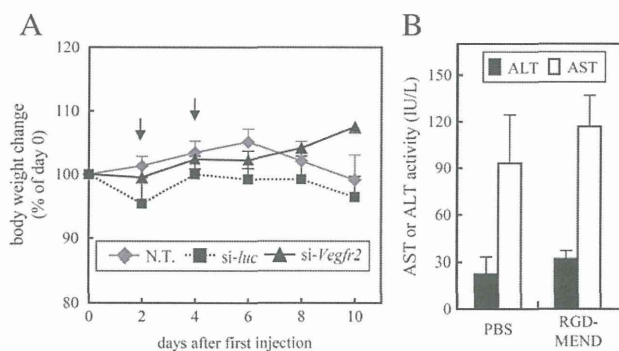 A
body weight change
(% of day 0)
120
110
100
90
80
0
2
4
6
8
10
N.T.
si-luc
si-Vegfr2
days after first injection
B
AST or ALT activity (IU/L)
150
120
90
60
30
0
ALT
AST
PBS
RGD-
MEND